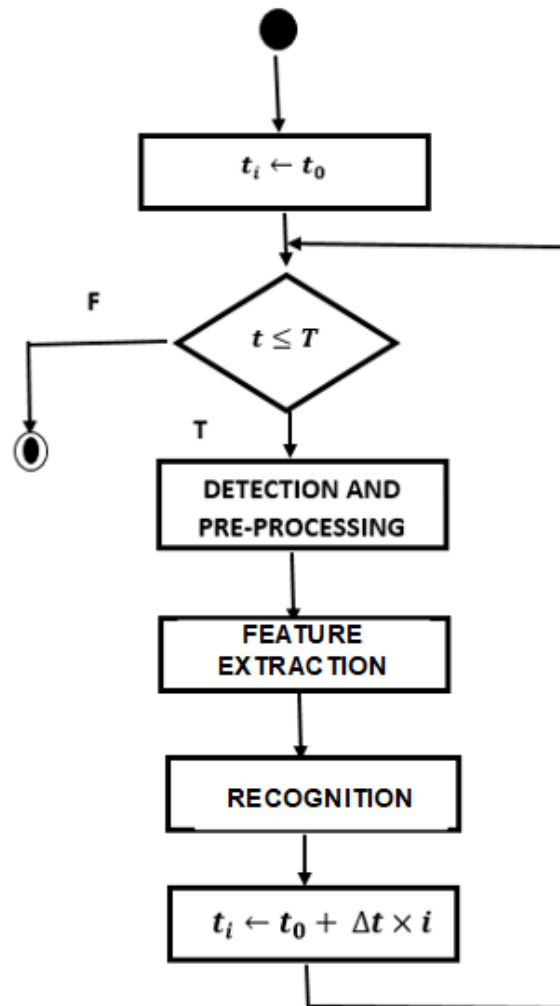 t_i ← t_0
F
t ≤ T
T
DETECTION AND
PRE-PROCESSING
FEATURE
EXTRACTION
RECOGNITION
t_i ← t_0 + Δt × i